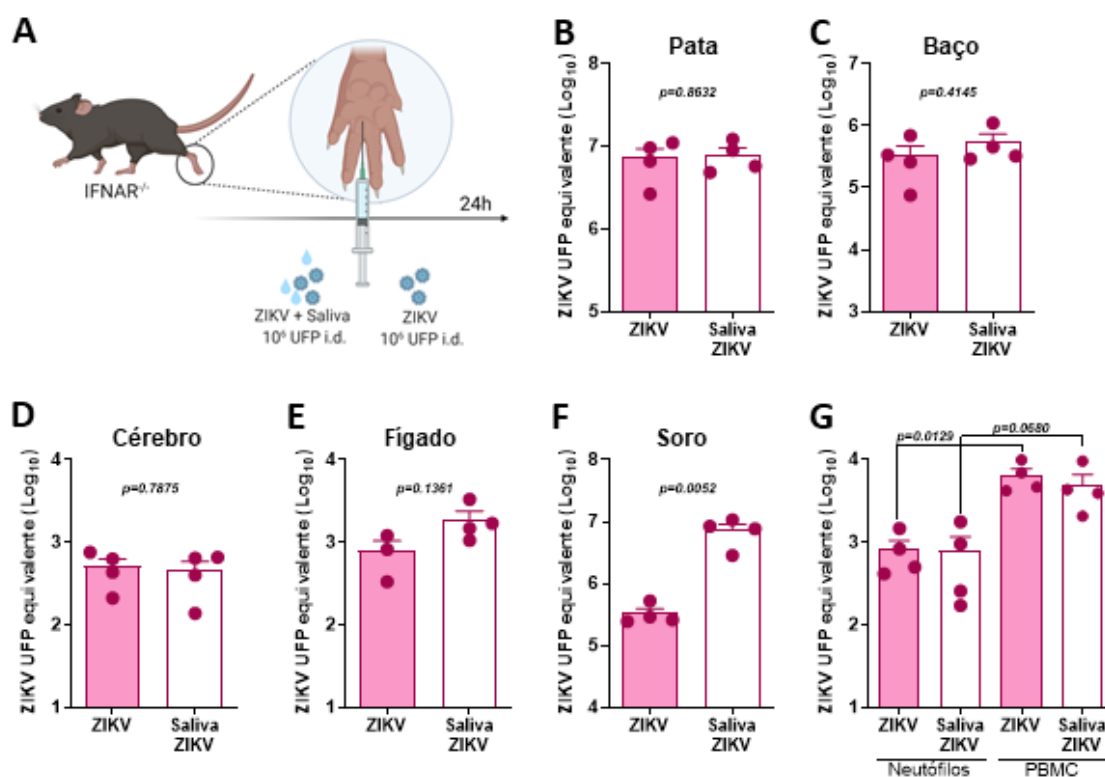 A
IFNAR-/-
24h
ZIKV + Saliva
10⁶ UFP i.d.
ZIKV
10⁶ UFP i.d.
B
Pata
ZIKV UFP equivalente (Log₁₀)
8
7
6
5
p=0.8632
ZIKV
Saliva
ZIKV
C
Baço
ZIKV UFP equivalente (Log₁₀)
7
6
5
4
3
p=0.4145
ZIKV
Saliva
ZIKV
D
Cérebro
ZIKV UFP equivalente (Log₁₀)
4
3
2
1
p=0.7875
ZIKV
Saliva
ZIKV
E
Fígado
ZIKV UFP equivalente (Log₁₀)
4
3
2
1
p=0.1361
ZIKV
Saliva
ZIKV
F
Soro
ZIKV UFP equivalente (Log₁₀)
8
7
6
5
4
p=0.0052
ZIKV
Saliva
ZIKV
G
ZIKV UFP equivalente (Log₁₀)
4
3
2
1
p=0.0129
p=0.0680
ZIKV
Saliva
ZIKV
ZIKV
Saliva
ZIKV
Neutófilos
PBMC